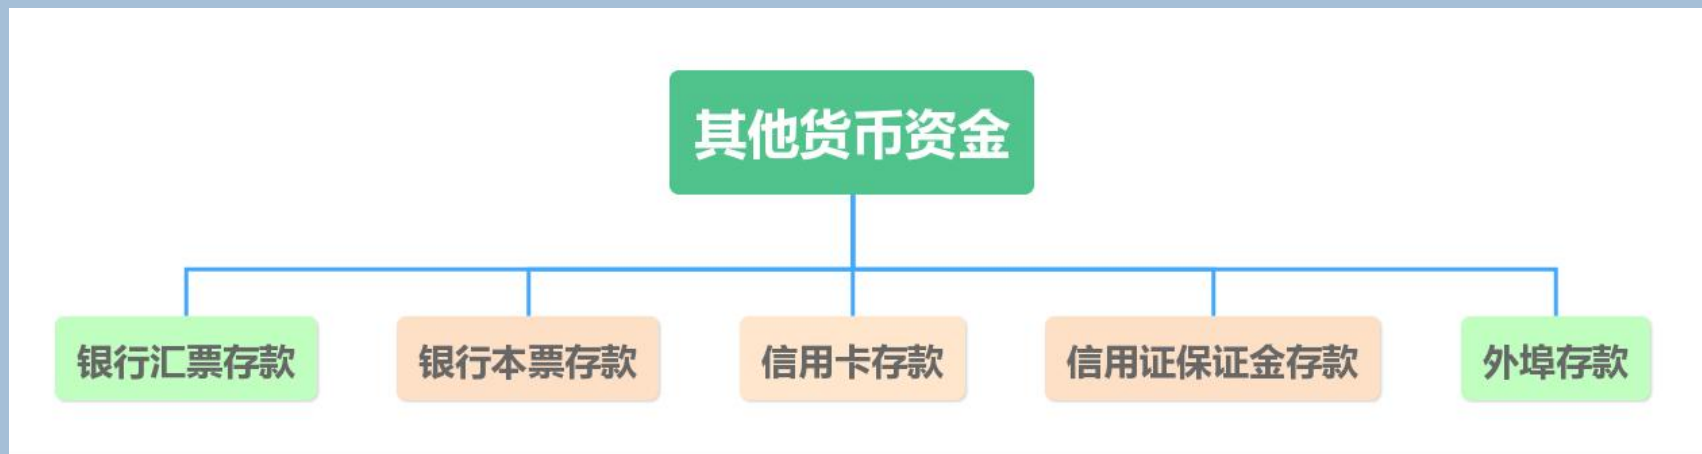 其他货币资金
银行汇票存款
银行本票存款
信用卡存款
信用证保证金存款
外埠存款